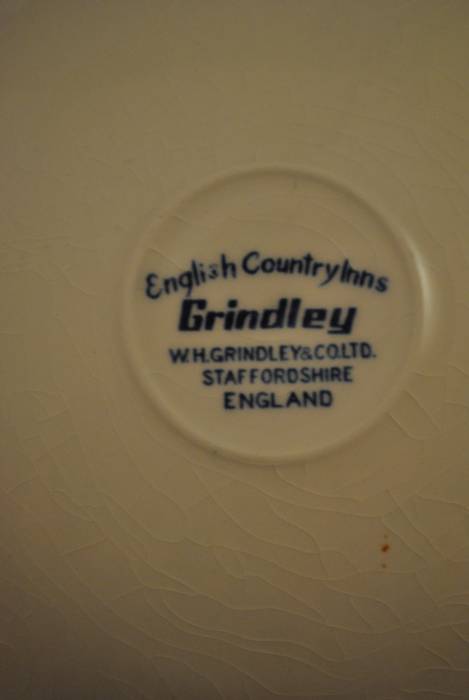 English Country Inns
Grindley
W.H.GRINDLEY&CO.LTD.
STAFFORDSHIRE
ENGLAND